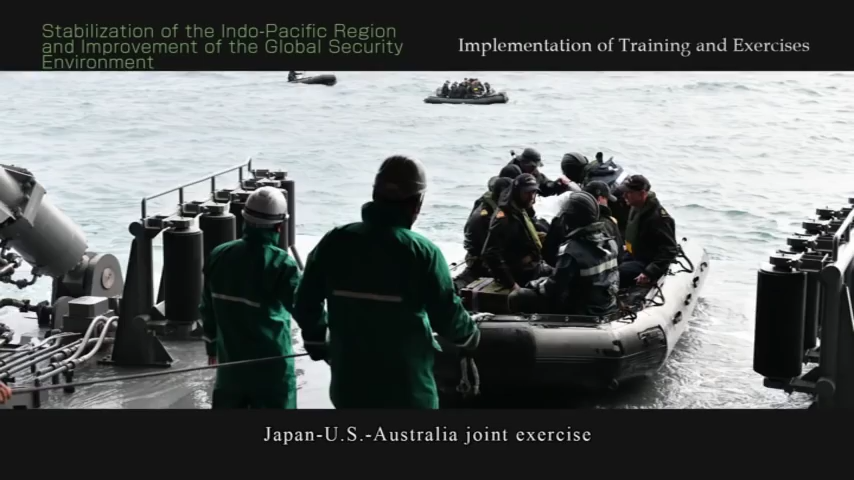 Stabilization of the Indo-Pacific Region
and Improvement of the Global Security
Environment
Implementation of Training and Exercises
Japan-U.S.-Australia joint exercise